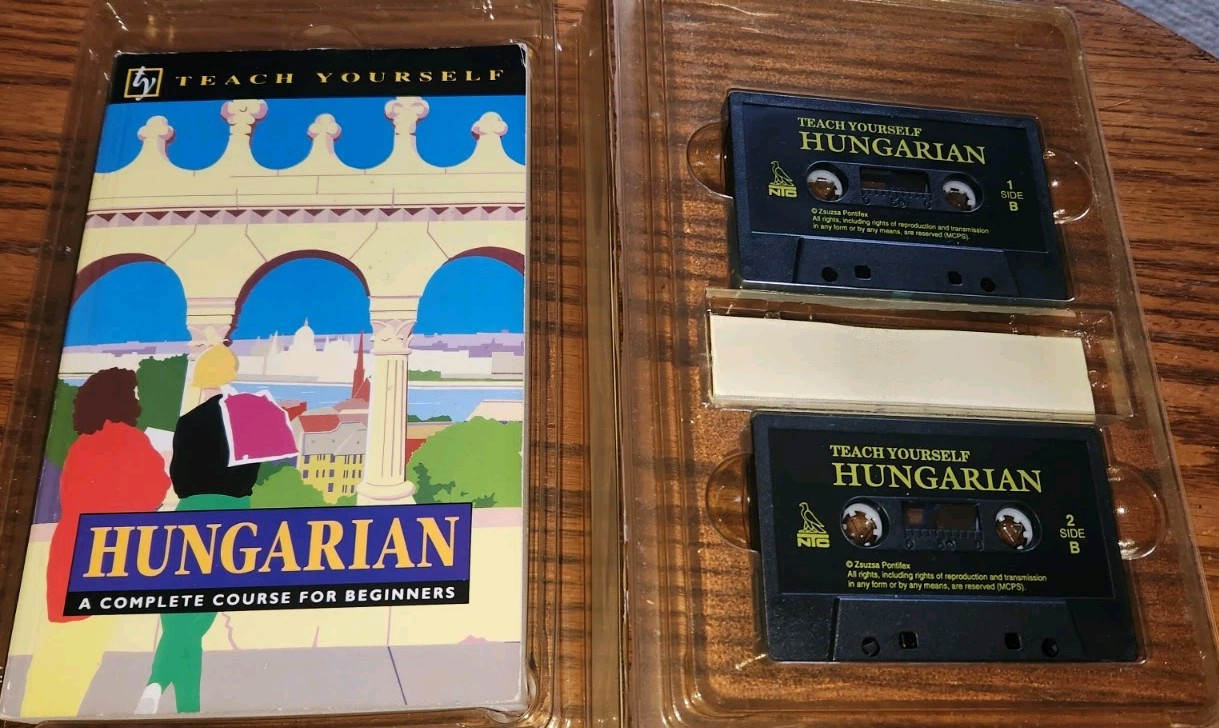 ty TEACH YOURSELF
HUNGARIAN
A COMPLETE COURSE FOR BEGINNERS
TEACH YOURSELF
HUNGARIAN
NTC
1
SIDE
B
© Zsuzsa Pontifex
All rights, including rights of reproduction and transmission
in any form or by any means, are reserved (MCPS).
TEACH YOURSELF
HUNGARIAN
NTC
2
SIDE
B
© Zsuzsa Pontifex
All rights, including rights of reproduction and transmission
in any form or by any means, are reserved (MCPS).